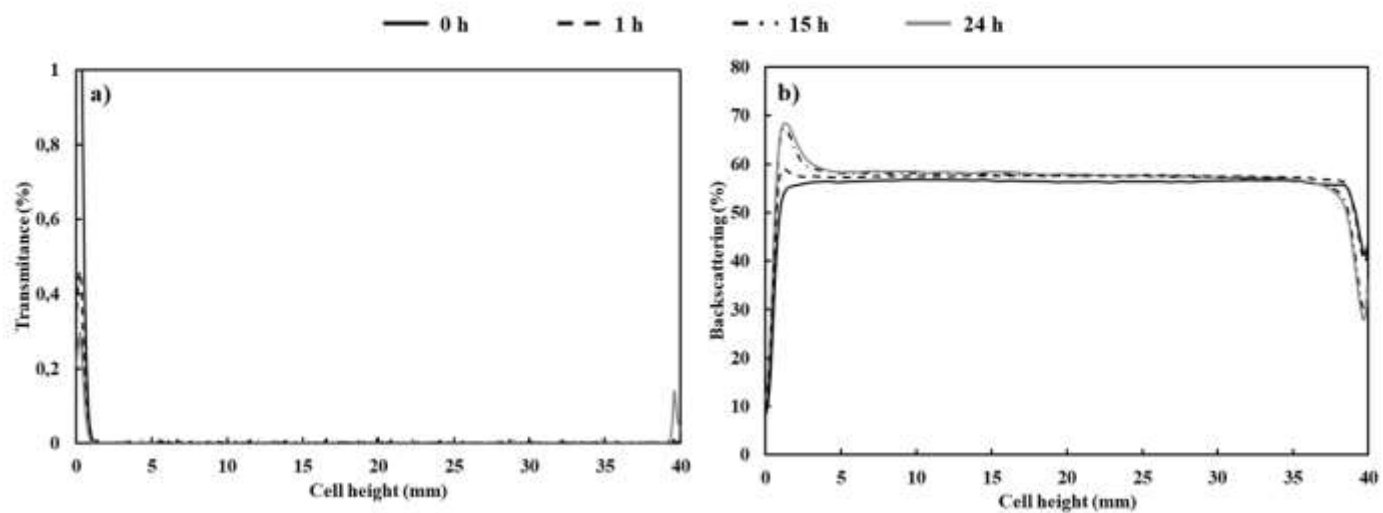 0 h 1 h 15 h 24 h
a)
Transmitance (%)
1
0,8
0,6
0,4
0,2
0
0 5 10 15 20 25 30 35 40
Cell height (mm)
b)
Backscattering (%)
80
70
60
50
40
30
20
10
0
0 5 10 15 20 25 30 35 40
Cell height (mm)